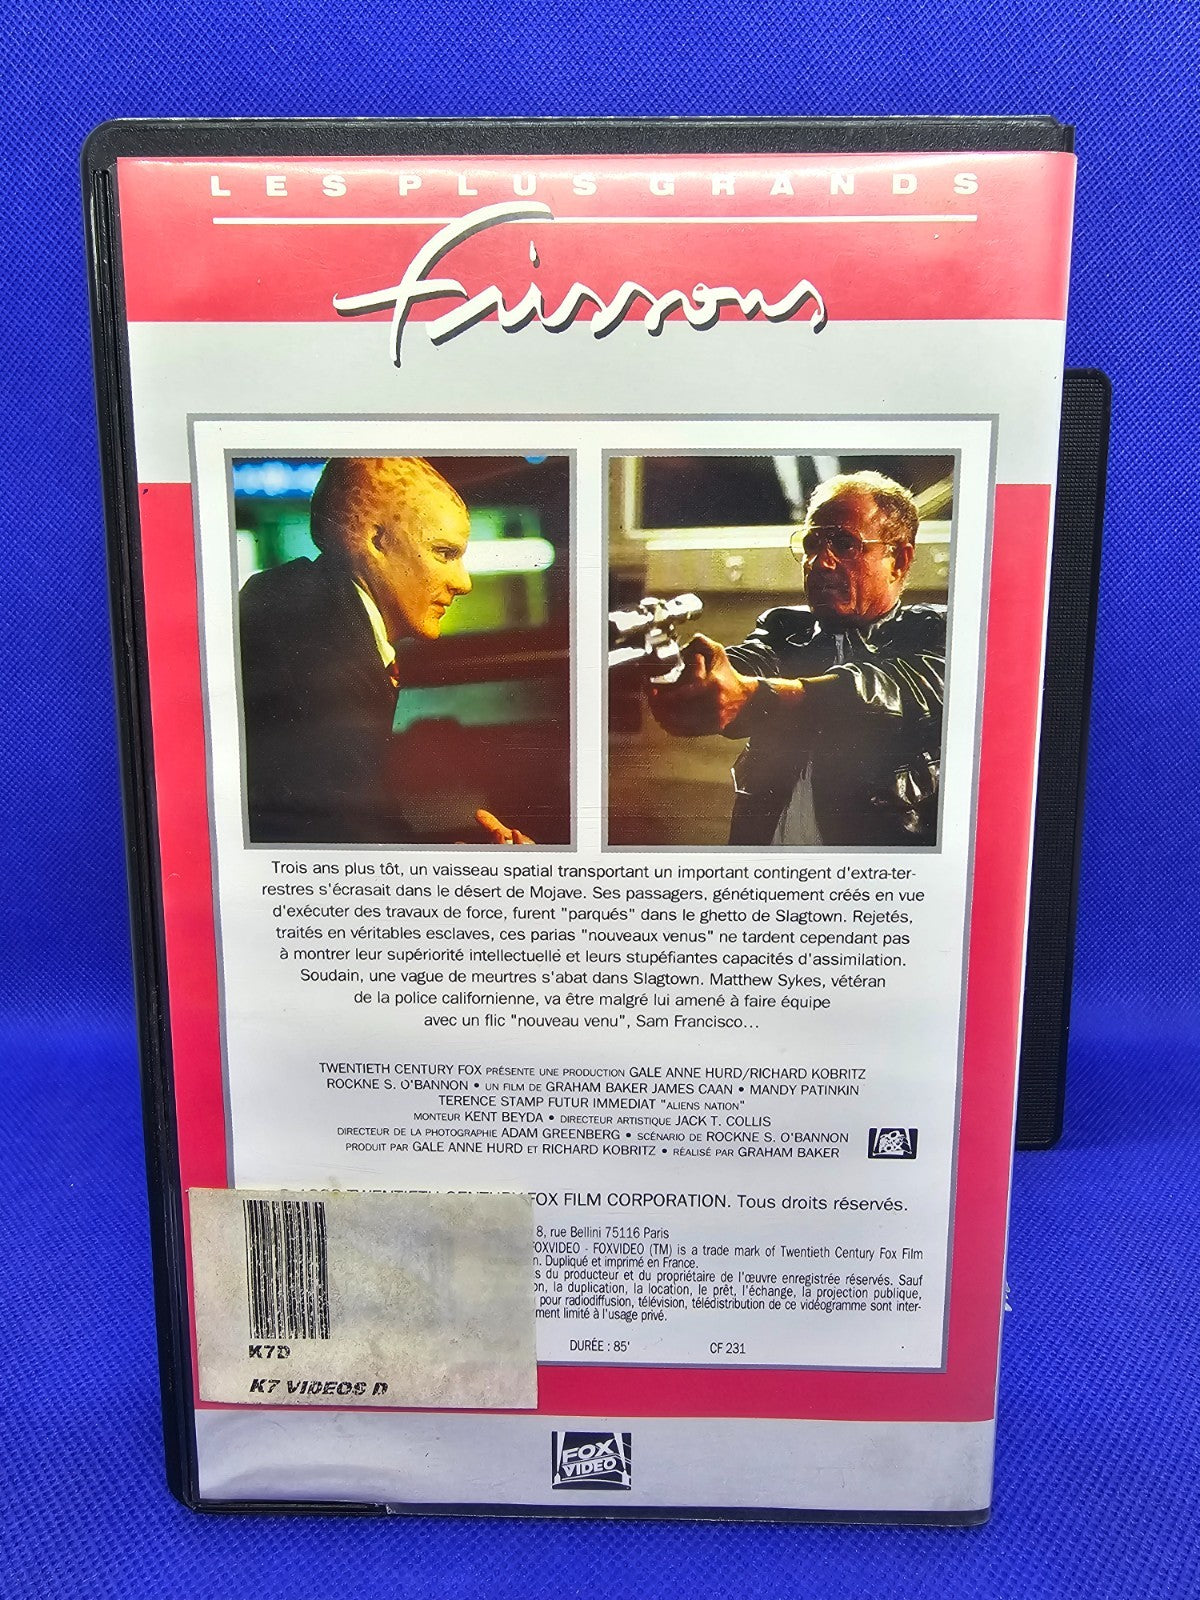 LES PLUS GRANDS
Frissons
Trois ans plus tôt, un vaisseau spatial transportant un important contingent d'extra-ter-
restres s'écrasait dans le désert de Mojave. Ses passagers, génétiquement créés en vue
d'exécuter des travaux de force, furent "parqués" dans le ghetto de Slagtown. Rejetés,
traités en véritables esclaves, ces parias "nouveaux venus" ne tardent cependant pas
à montrer leur supériorité intellectuelle et leurs stupéfiantes capacités d'assimilation.
Soudain, une vague de meurtres s'abat dans Slagtown. Matthew Sykes, vétéran
de la police californienne, va être malgré lui amené à faire équipe
avec un flic "nouveau venu", Sam Francisco...
TWENTIETH CENTURY FOX PRÉSENTE UNE PRODUCTION GALE ANNE HURD/RICHARD KOBRITZ
ROCKNE S. O'BANNON • UN FILM DE GRAHAM BAKER JAMES CAAN • MANDY PATINKIN
TERENCE STAMP FUTUR IMMEDIAT "ALIENS NATION"
MONTEUR KENT BEYDA • DIRECTEUR ARTISTIQUE JACK T. COLLIS
DIRECTEUR DE LA PHOTOGRAPHIE ADAM GREENBERG • SCÉNARIO DE ROCKNE S. O'BANNON
PRODUIT PAR GALE ANNE HURD ET RICHARD KOBRITZ • RÉALISÉ PAR GRAHAM BAKER
TWENTIETH CENTURY FOX FILM CORPORATION. Tous droits réservés.
8, rue Bellini 75116 Paris
FOXVIDEO - FOXVIDEO (TM) is a trade mark of Twentieth Century Fox Film
n. Dupliqué et imprimé en France.
s du producteur et du propriétaire de l'œuvre enregistrée réservés. Sauf
on, la duplication, la location, le prêt, l'échange, la projection publique,
pour radiodiffusion, télévision, télédistribution de ce vidéogramme sont inter-
ment limité à l'usage privé.
DURÉE : 85' CF 231
K7D
K7 VIDEOS D
FOX
VIDEO